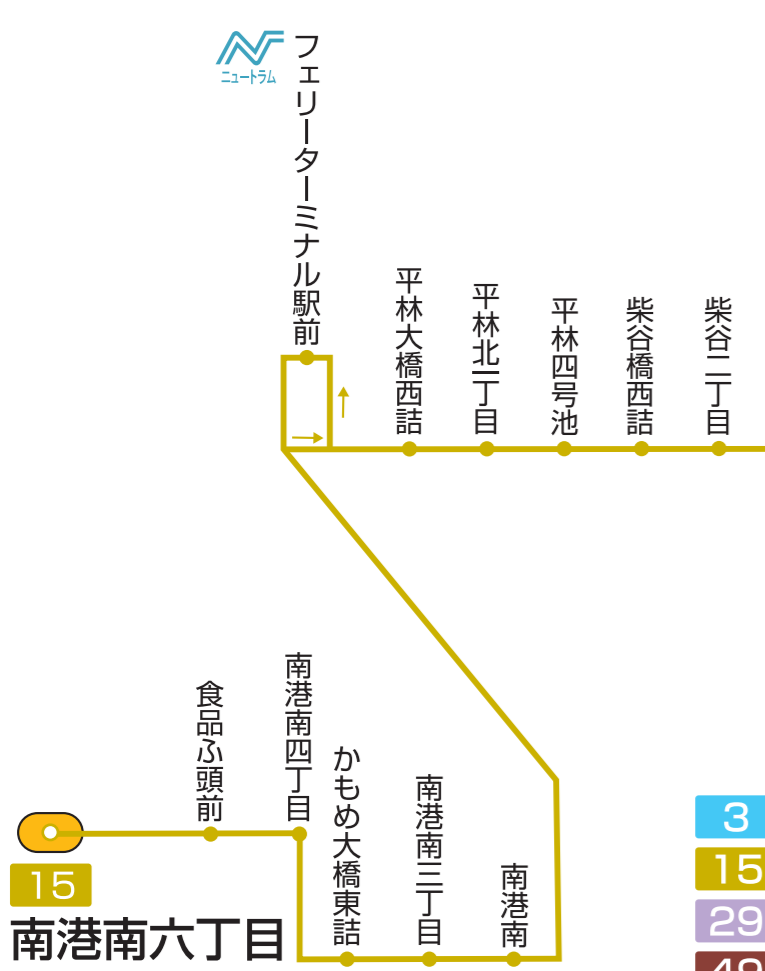 ニュートラム
フェリーターミナル駅前
平林大橋西詰
平林北一丁目
平林四号池
柴谷橋西詰
柴谷二丁目
食品ふ頭前
南港南四丁目
かもめ大橋東詰
南港南三丁目
南港南
15
南港南六丁目
3
15
29